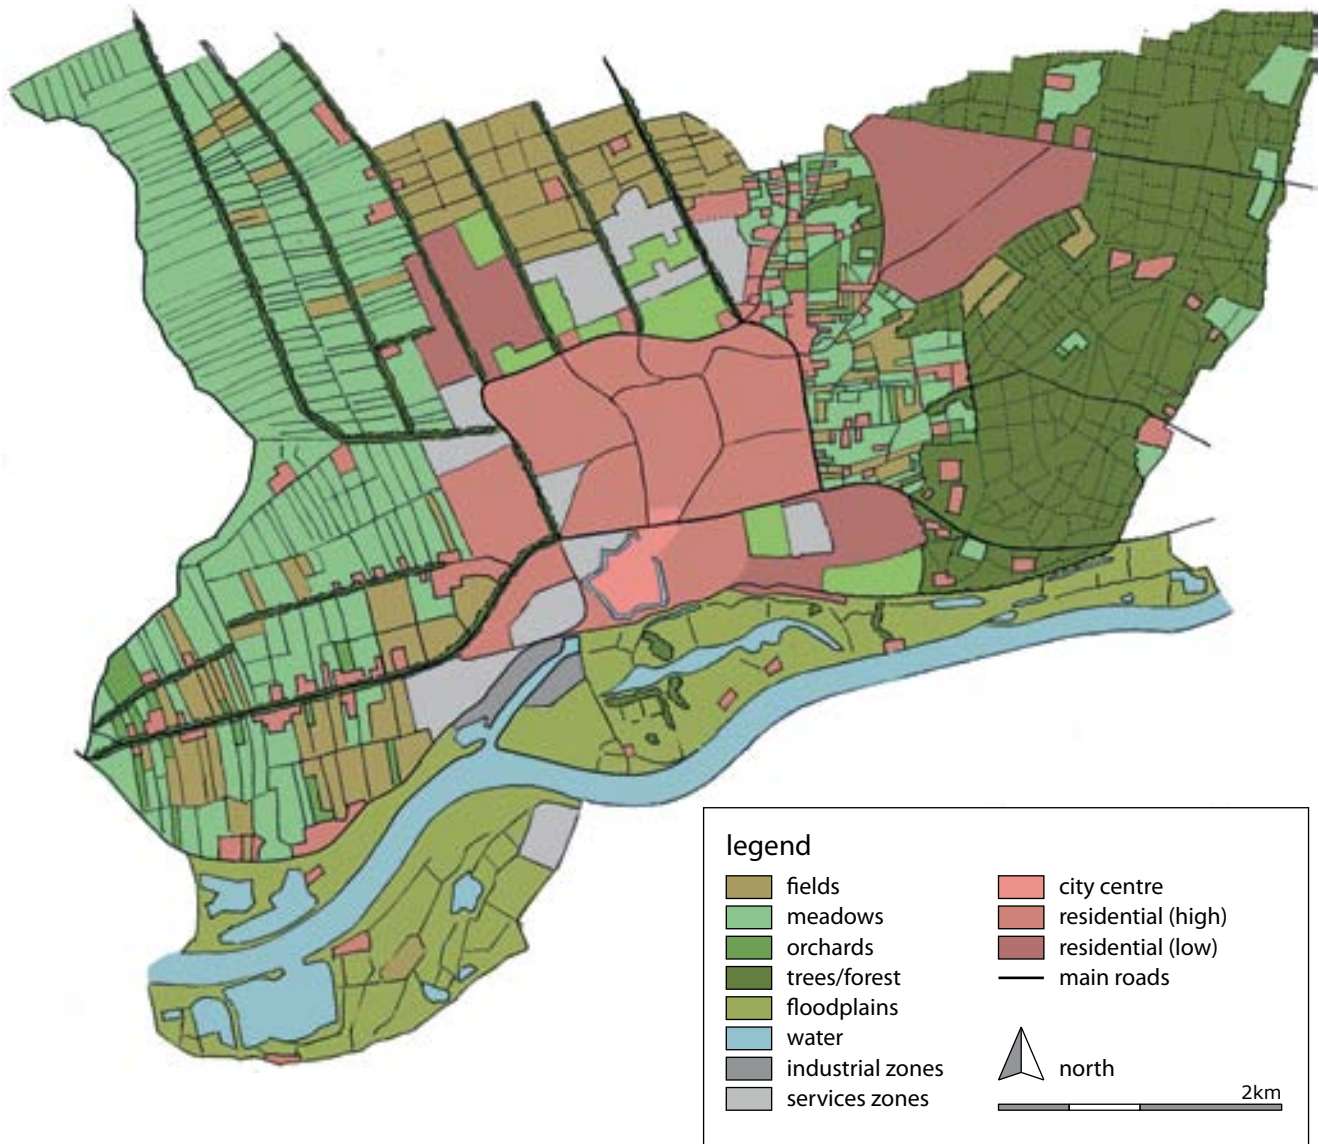 legend
fields
meadows
orchards
trees/forest
floodplains
water
industrial zones
services zones
city centre
residential (high)
residential (low)
main roads
north
2km